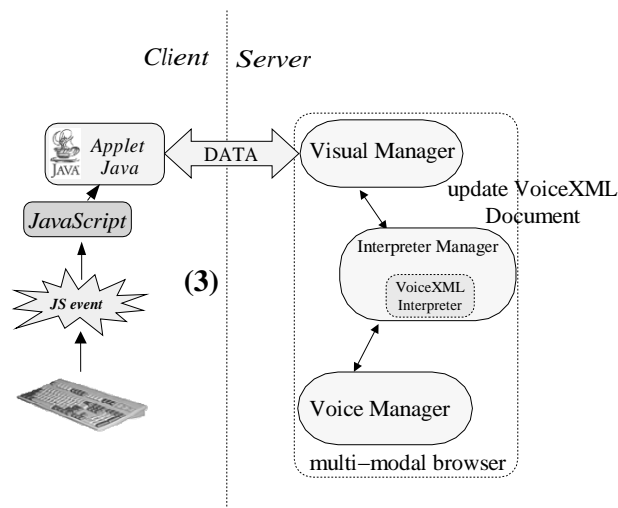 Client
Server
Applet
Java
JAVA
DATA
Visual Manager
update VoiceXML
Document
JavaScript
Interpreter Manager
VoiceXML
Interpreter
(3)
JS event
Voice Manager
multi−modal browser